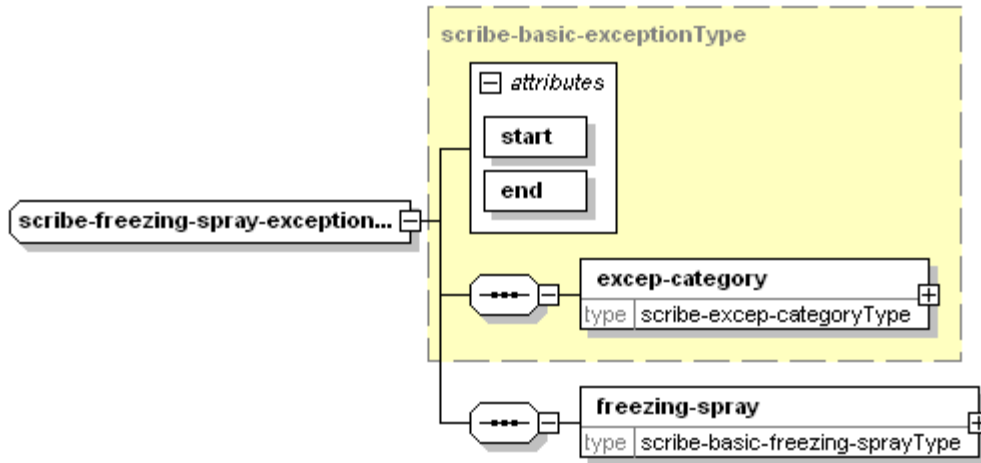 scribe-basic-exceptionType
attributes
start
end
scribe-freezing-spray-exception...
excep-category
type scribe-excep-categoryType
freezing-spray
type scribe-basic-freezing-sprayType